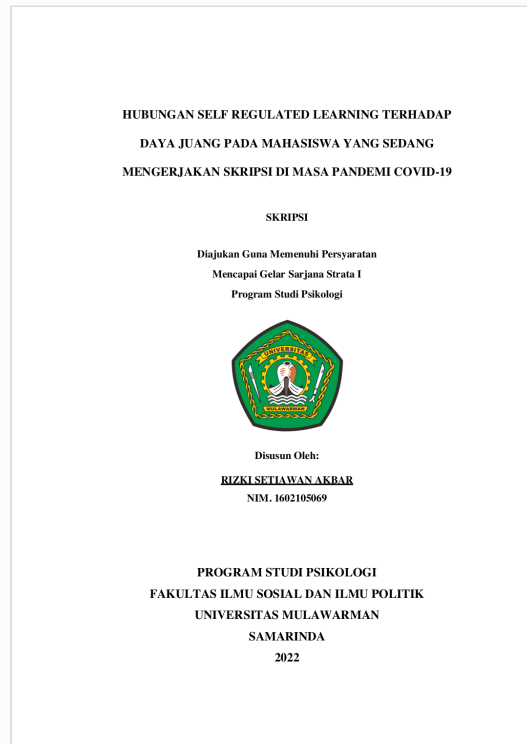 HUBUNGAN SELF REGULATED LEARNING TERHADAP
DAYA JUANG PADA MAHASISWA YANG SEDANG
MENGERJAKAN SKRIPSI DI MASA PANDEMI COVID-19
SKRIPSI
Diajukan Guna Memenuhi Persyaratan
Mencapai Gelar Sarjana Strata I
Program Studi Psikologi
UNIVERSITAS
MULAWARMAN
Disusun Oleh:
RIZKI SETIAWAN AKBAR
NIM. 1602105069
PROGRAM STUDI PSIKOLOGI
FAKULTAS ILMU SOSIAL DAN ILMU POLITIK
UNIVERSITAS MULAWARMAN
SAMARINDA
2022